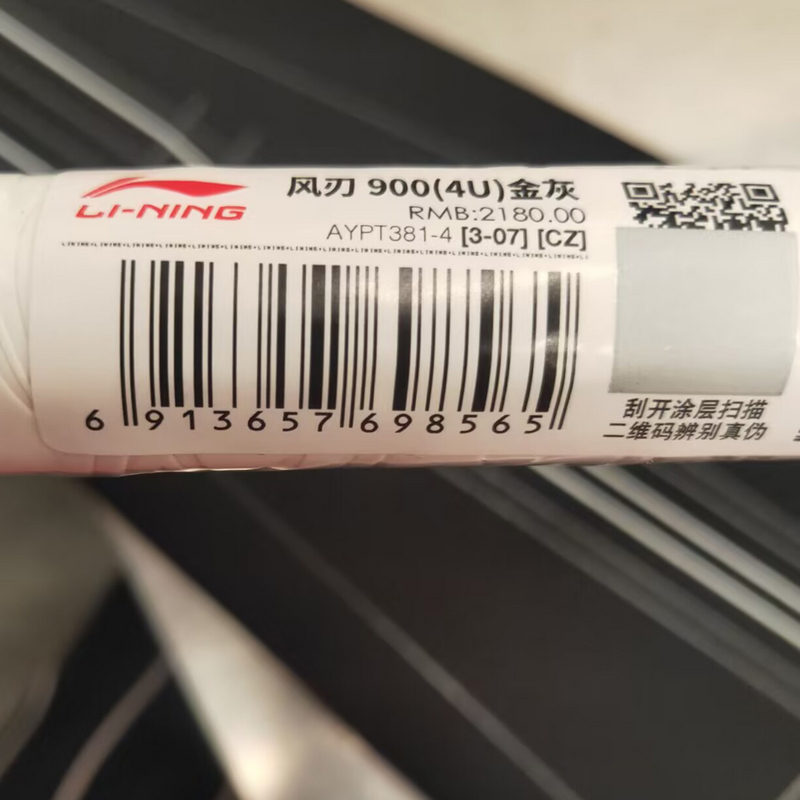 LI-NING
风刃 900(4U)金灰
RMB:2180.00
AYPT381-4 [3-07] [CZ]
6 913657 698565
刮开涂层扫描
二维码辨别真伪